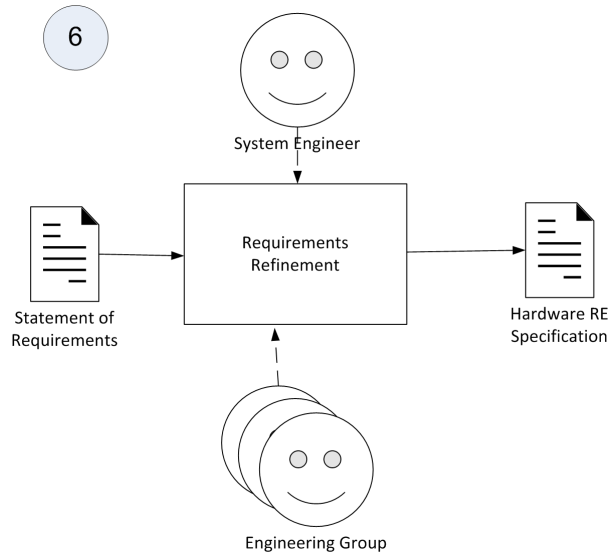 6
System Engineer
Requirements
Refinement
Statement of
Requirements
Hardware RE
Specification
Engineering Group